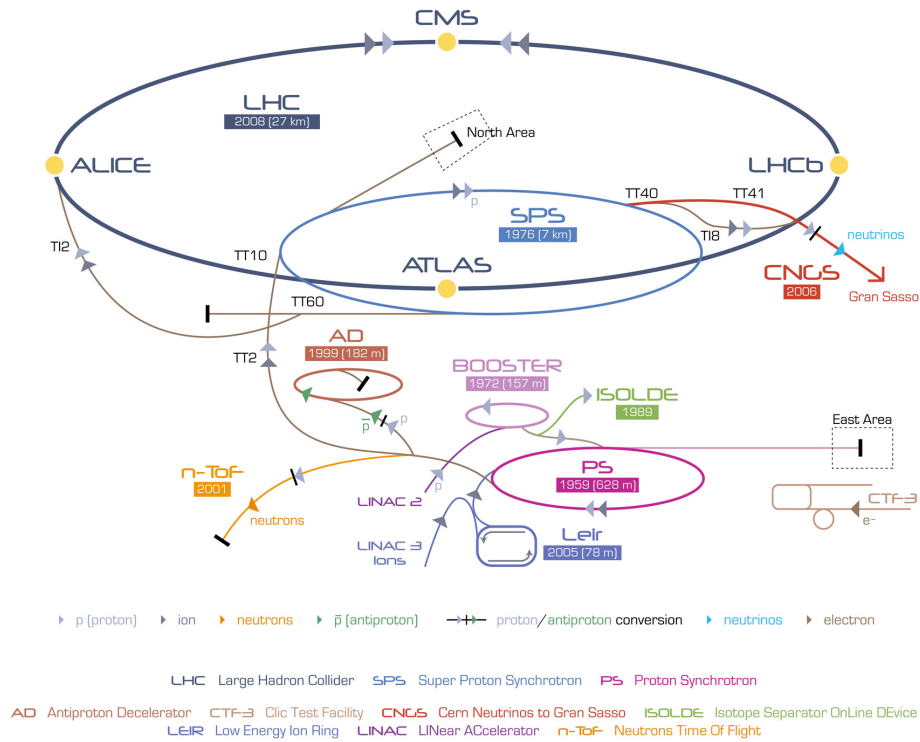 CMS
LHC
2008 (27 km)
North Area
ALICE
LHCb
TT40
TT41
p
SPS
1976 (7 km)
TI8
neutrinos
TI2
TT10
ATLAS
CNGS
2006
Gran Sasso
TT60
AD
1999 (182 m)
TT2
BOOSTER
1972 (157 m)
ISOLDE
1989
p̅
p
East Area
n-ToF
2001
p
PS
1959 (628 m)
LINAC 2
neutrons
CTF-3
e-
LINAC 3
Ions
Leir
2005 (78 m)
p (proton)
ion
neutrons
p̅ (antiproton)
proton/antiproton conversion
neutrinos
electron
LHC Large Hadron Collider
SPS Super Proton Synchrotron
PS Proton Synchrotron
AD Antiproton Decelerator
CTF-3 Clic Test Facility
CNGS Cern Neutrinos to Gran Sasso
ISOLDE Isotope Separator OnLine DEvice
LEIR Low Energy Ion Ring
LINAC LINear ACcelerator
n-ToF Neutrons Time Of Flight